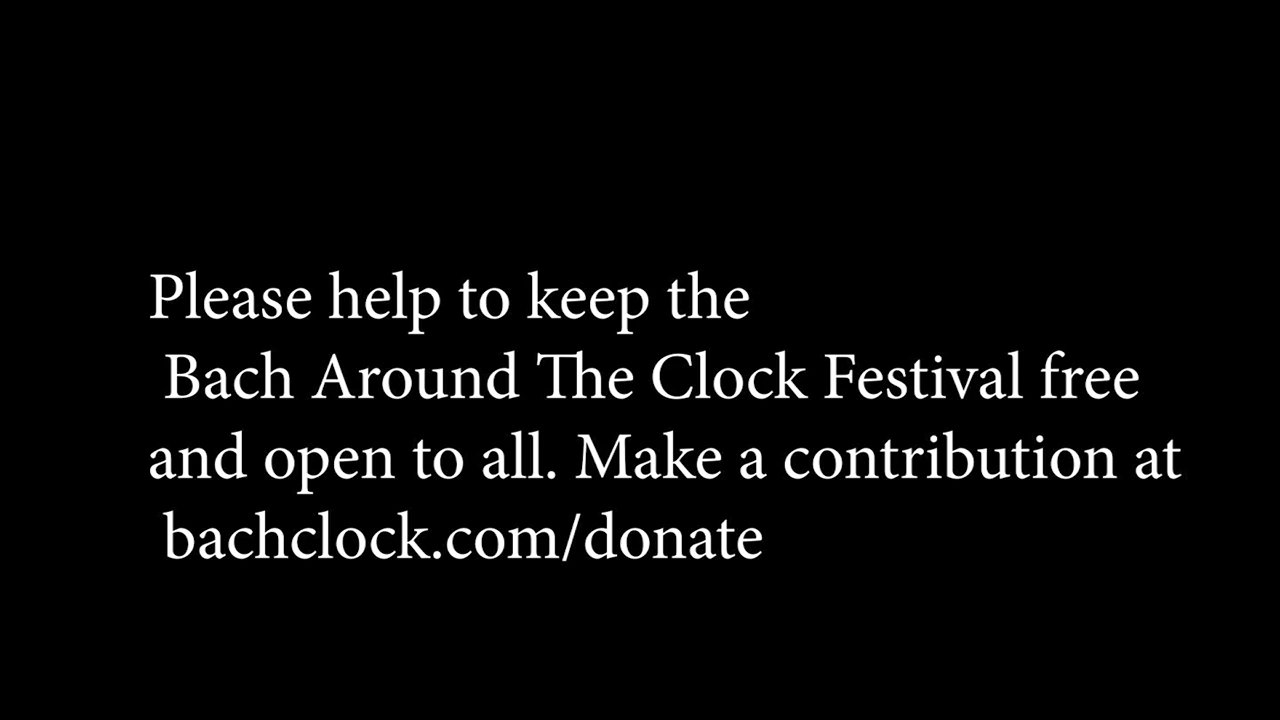 Please help to keep the
Bach Around The Clock Festival free
and open to all. Make a contribution at
bachclock.com/donate